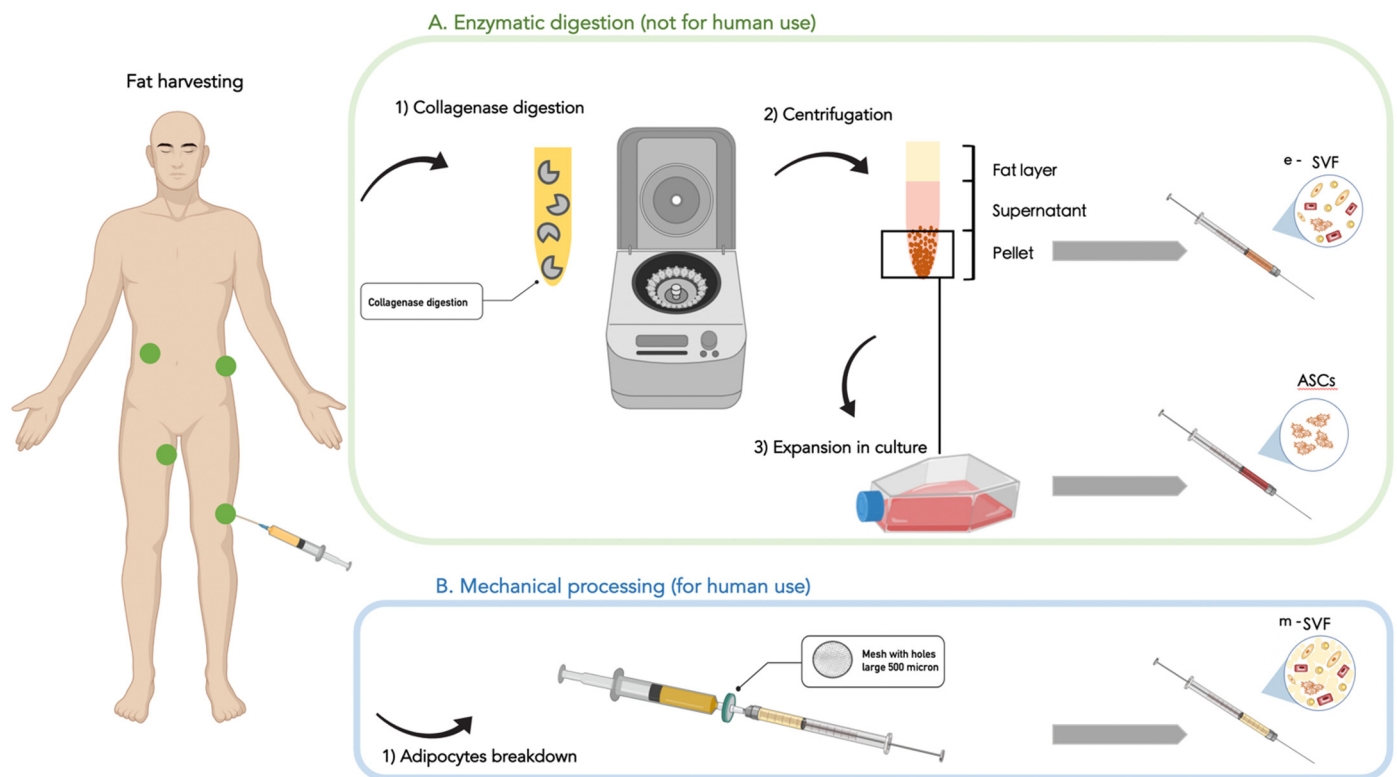 A. Enzymatic digestion (not for human use)
Fat harvesting
1) Collagenase digestion
2) Centrifugation
Fat layer
Supernatant
Pellet
e - SVF
Collagenase digestion
ASCs
3) Expansion in culture
B. Mechanical processing (for human use)
m -SVF
Mesh with holes
large 500 micron
1) Adipocytes breakdown